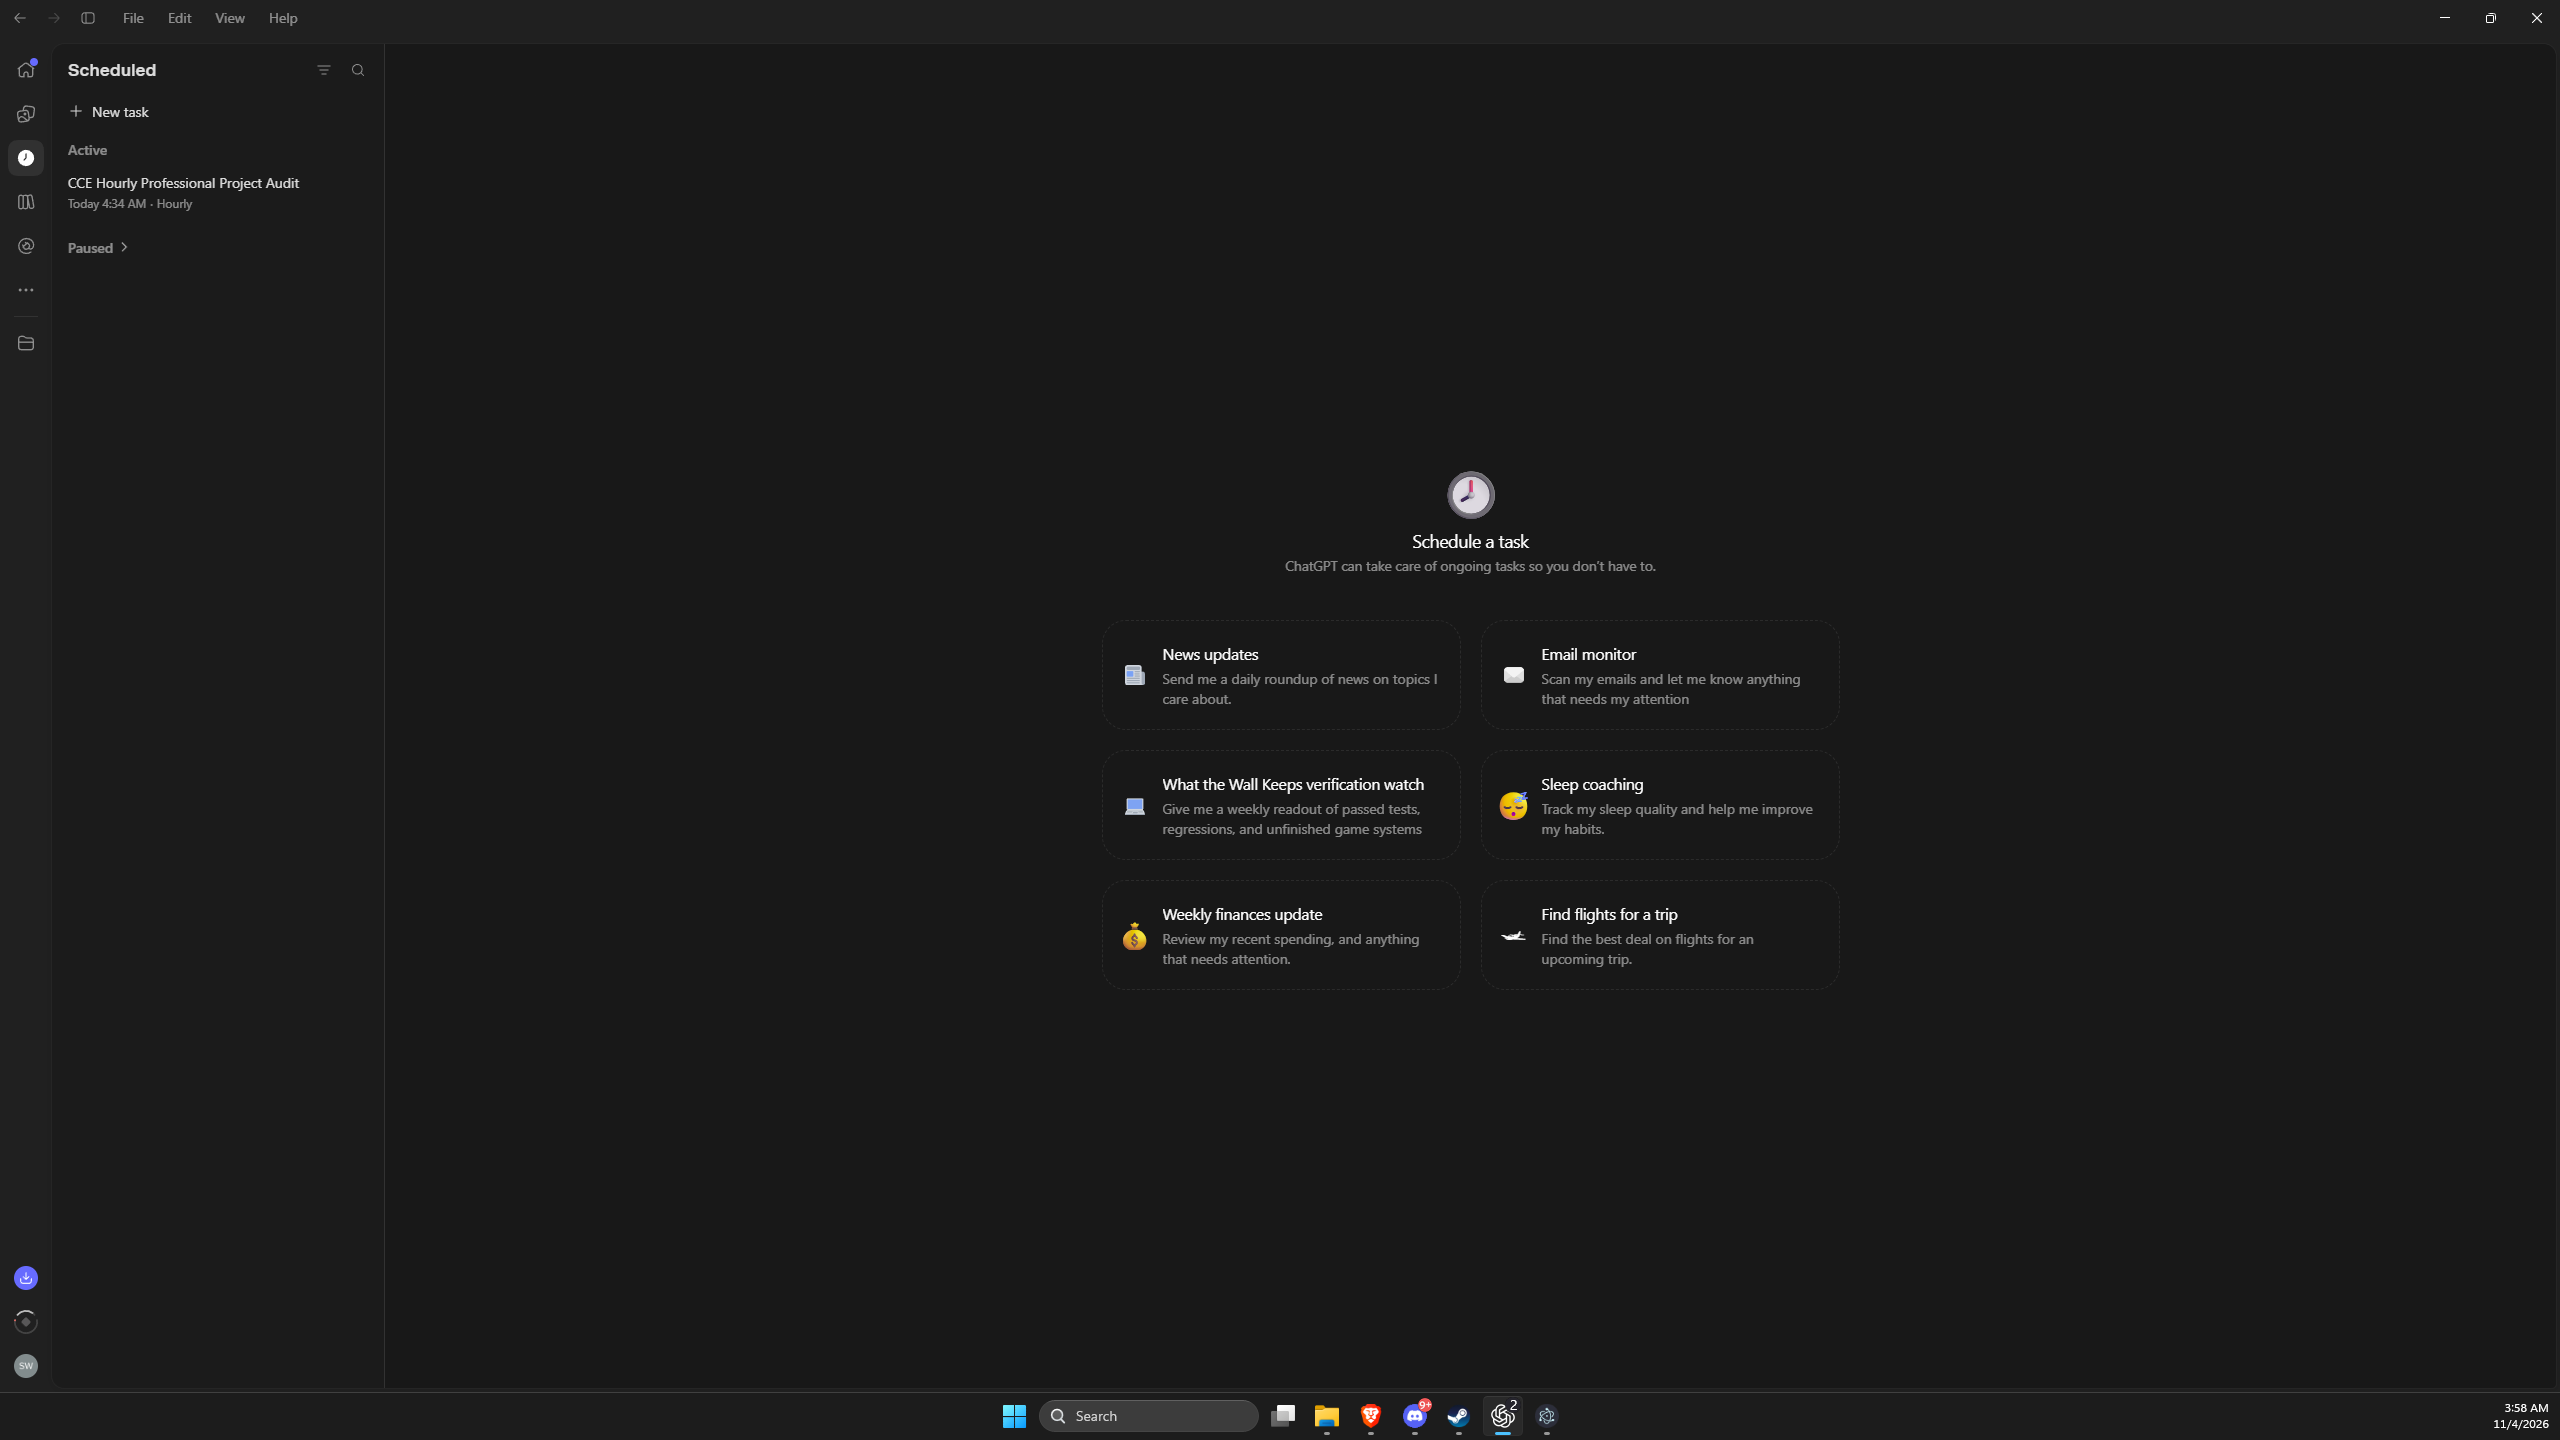 File Edit View Help
Scheduled
New task
Active
CCE Hourly Professional Project Audit
Today 4:34 AM · Hourly
Paused
Schedule a task
ChatGPT can take care of ongoing tasks so you don't have to.
News updates
Send me a daily roundup of news on topics I
care about.
Email monitor
Scan my emails and let me know anything
that needs my attention
What the Wall Keeps verification watch
Give me a weekly readout of passed tests,
regressions, and unfinished game systems
Sleep coaching
Track my sleep quality and help me improve
my habits.
Weekly finances update
Review my recent spending, and anything
that needs attention.
Find flights for a trip
Find the best deal on flights for an
upcoming trip.
SW
Search
9+
2
3:58 AM
11/4/2026